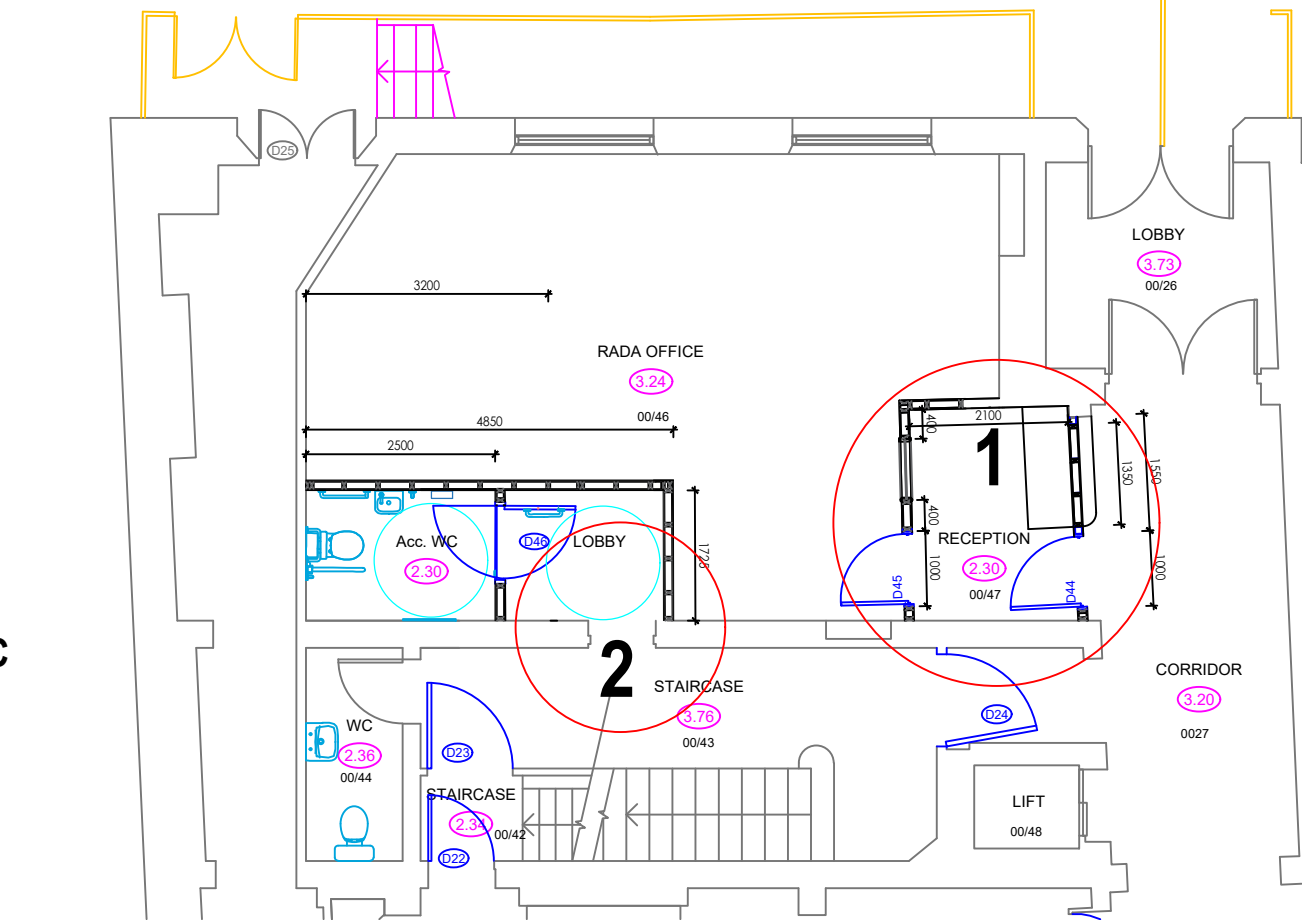 D25
LOBBY
3.73
00/26
3200
RADA OFFICE
3.24
00/46
4850
2500
2100
400
1
1350
1550
400
RECEPTION
2.30
00/47
1000
1000
D45
D44
Acc. WC
2.30
D46
LOBBY
1725
C
2
STAIRCASE
3.76
00/43
D24
CORRIDOR
3.20
0027
WC
2.36
00/44
D23
STAIRCASE
2.34
00/42
D22
LIFT
00/48